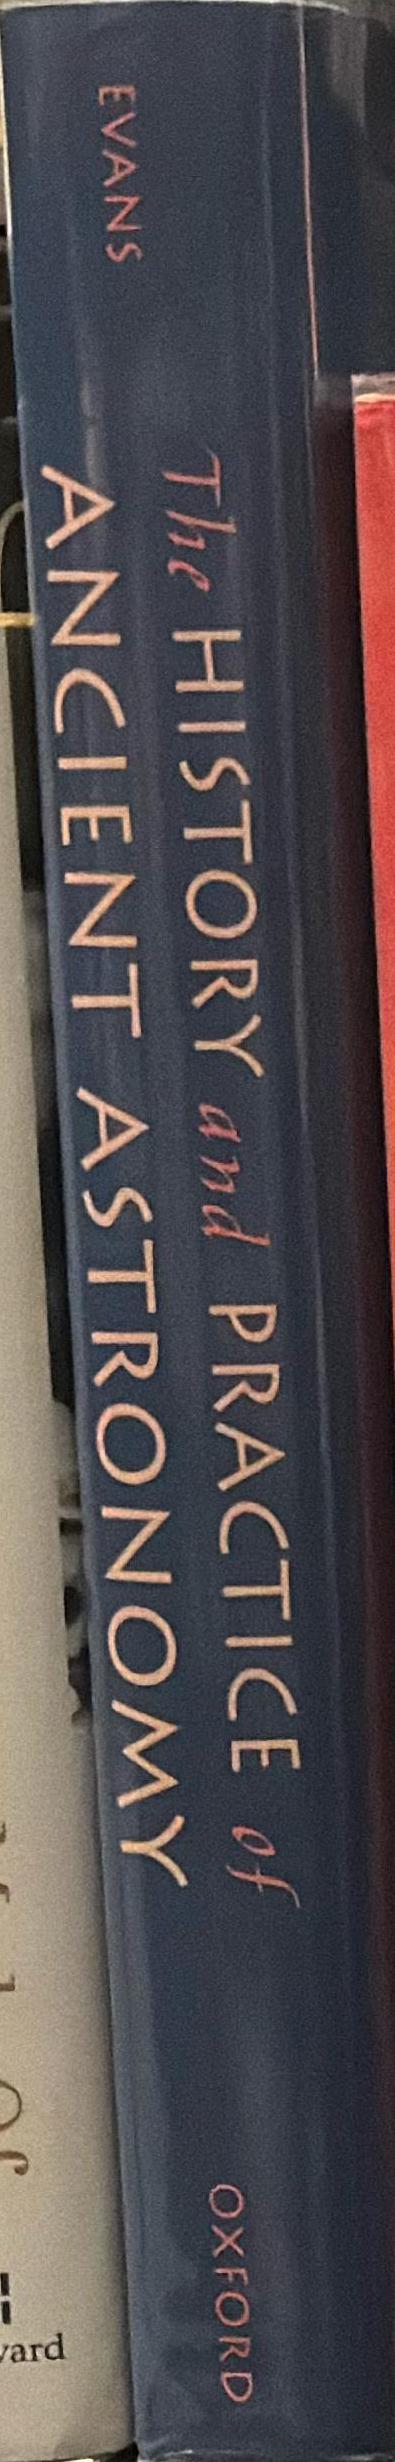 EVANS
The HISTORY and PRACTICE of
ANCIENT ASTRONOMY
OXFORD